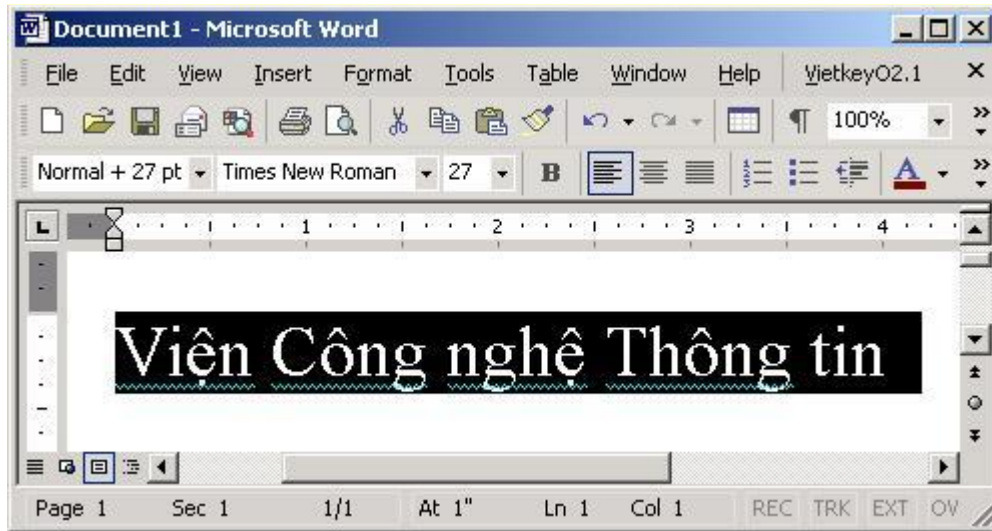 Document1 - Microsoft Word
File Edit View Insert Format Tools Table Window Help VietkeyO2.1
100%
Normal + 27 pt Times New Roman 27 B A
L 1 2 3 4
Viện Công nghệ Thông tin
Page 1 Sec 1 1/1 At 1" Ln 1 Col 1 REC TRK EXT OV